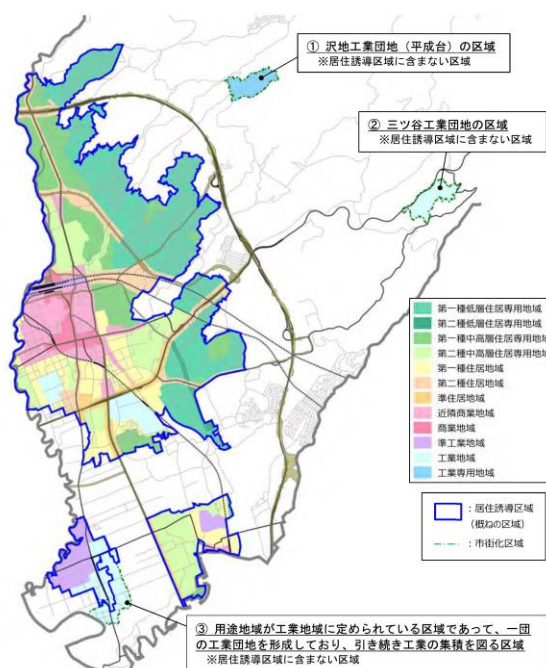 ① 沢地工業団地（平成台）の区域
※居住誘導区域に含まない区域
② 三ツ谷工業団地の区域
※居住誘導区域に含まない区域
第一種低層住居専用地域
第二種低層住居専用地域
第一種中高層住居専用地域
第二種中高層住居専用地域
第一種住居地域
第二種住居地域
準住居地域
近隣商業地域
商業地域
準工業地域
工業地域
工業専用地域
：居住誘導区域
（概ねの区域）
：市街化区域
③ 用途地域が工業地域に定められている区域であって、一団
の工業団地を形成しており、引き続き工業の集積を図る区域
※居住誘導区域に含まない区域